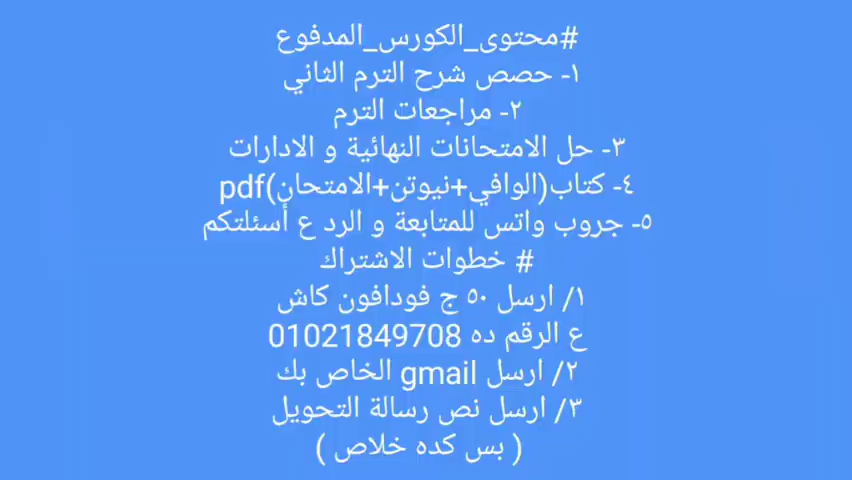 #محتوى_الكورس_المدفوع
١- حصص شرح الترم الثاني
٢- مراجعات الترم
٣- حل الامتحانات النهائية و الادارات
٤- كتاب(الوافي+نيوتن+الامتحان)pdf
٥- جروب واتس للمتابعة و الرد ع أسئلتكم
# خطوات الاشتراك
١/ ارسل ٥٠ ج فودافون كاش
ع الرقم ده 01021849708
٢/ ارسل gmail الخاص بك
٣/ ارسل نص رسالة التحويل
( بس كده خلاص )